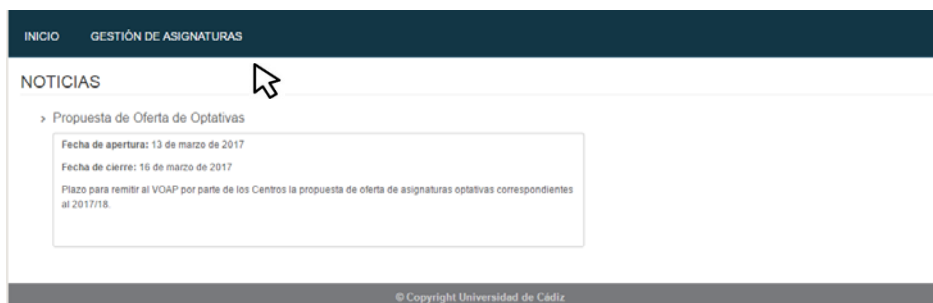 INICIO GESTIÓN DE ASIGNATURAS
NOTICIAS
> Propuesta de Oferta de Optativas
Fecha de apertura: 13 de marzo de 2017
Fecha de cierre: 16 de marzo de 2017
Plazo para remitir al VOAP por parte de los Centros la propuesta de oferta de asignaturas optativas correspondientes
al 2017/18.
© Copyright Universidad de Cádiz